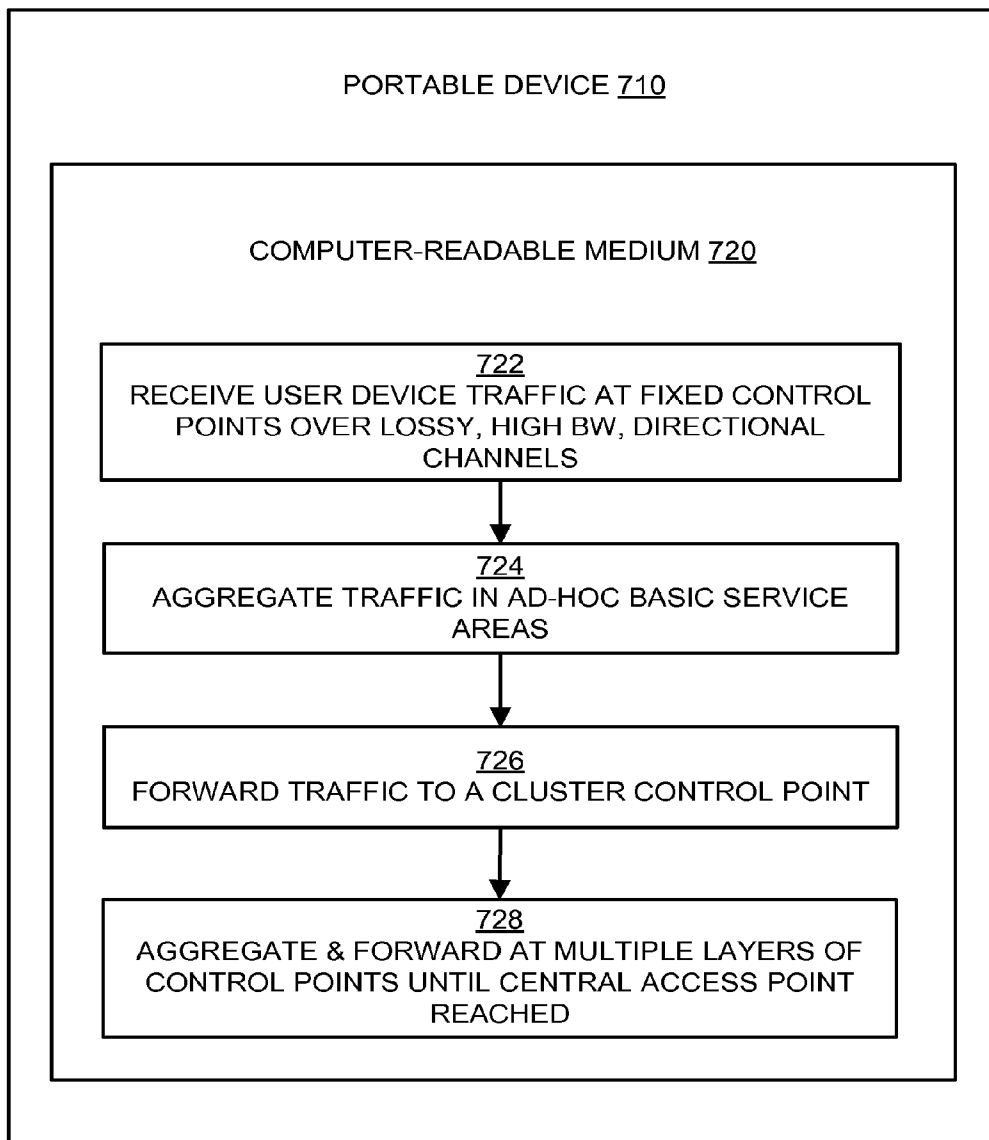 PORTABLE DEVICE 710
COMPUTER-READABLE MEDIUM 720
722
RECEIVE USER DEVICE TRAFFIC AT FIXED CONTROL
POINTS OVER LOSSY, HIGH BW, DIRECTIONAL
CHANNELS
724
AGGREGATE TRAFFIC IN AD-HOC BASIC SERVICE
AREAS
726
FORWARD TRAFFIC TO A CLUSTER CONTROL POINT
728
AGGREGATE & FORWARD AT MULTIPLE LAYERS OF
CONTROL POINTS UNTIL CENTRAL ACCESS POINT
REACHED